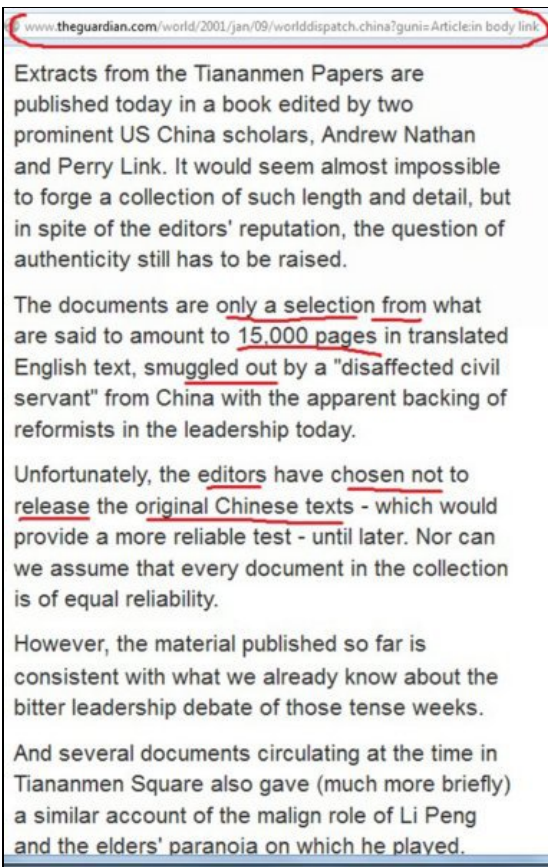 www.theguardian.com/world/2001/jan/09/worlddispatch.china?guni=Article:in body link
Extracts from the Tiananmen Papers are
published today in a book edited by two
prominent US China scholars, Andrew Nathan
and Perry Link. It would seem almost impossible
to forge a collection of such length and detail, but
in spite of the editors' reputation, the question of
authenticity still has to be raised.
The documents are only a selection from what
are said to amount to 15,000 pages in translated
English text, smuggled out by a "disaffected civil
servant" from China with the apparent backing of
reformists in the leadership today.
Unfortunately, the editors have chosen not to
release the original Chinese texts - which would
provide a more reliable test - until later. Nor can
we assume that every document in the collection
is of equal reliability.
However, the material published so far is
consistent with what we already know about the
bitter leadership debate of those tense weeks.
And several documents circulating at the time in
Tiananmen Square also gave (much more briefly)
a similar account of the malign role of Li Peng
and the elders' paranoia on which he played.